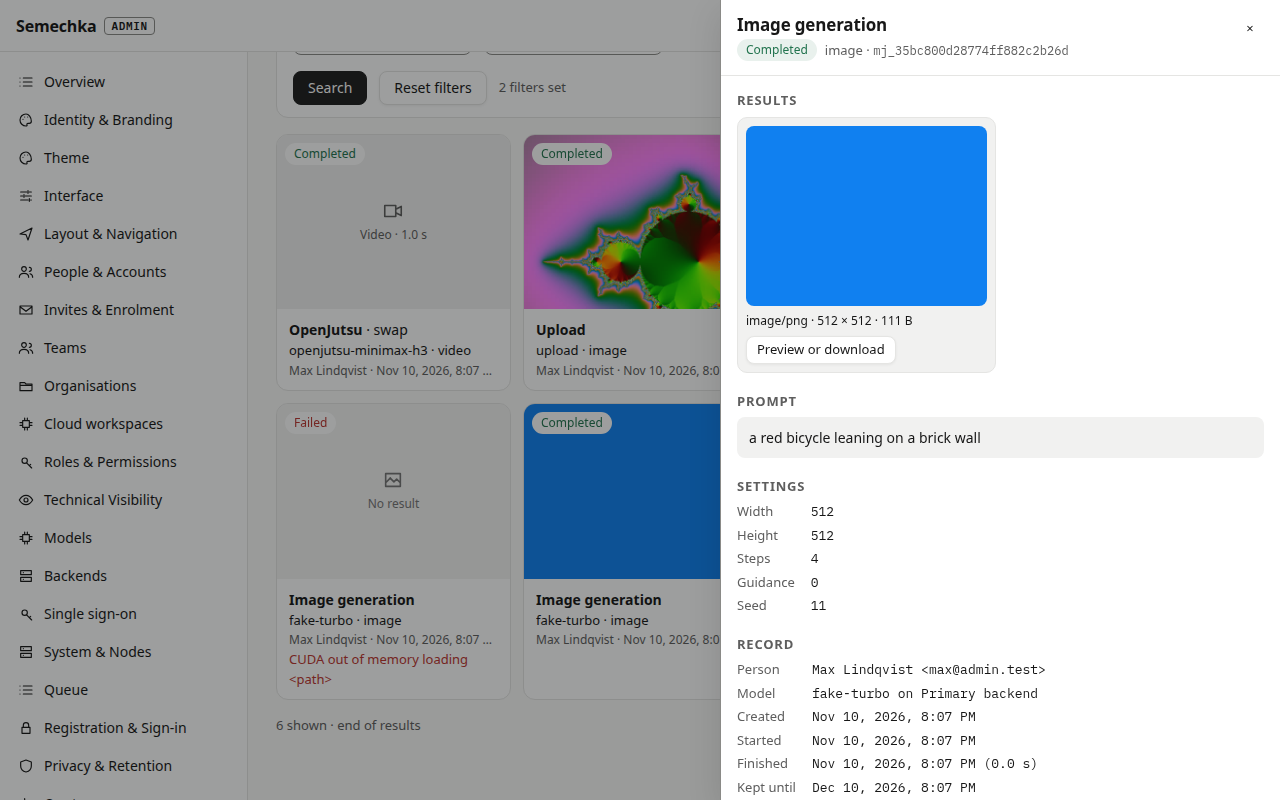 Semechka ADMIN
Overview
Identity & Branding
Theme
Interface
Layout & Navigation
People & Accounts
Invites & Enrolment
Teams
Organisations
Cloud workspaces
Roles & Permissions
Technical Visibility
Models
Backends
Single sign-on
System & Nodes
Queue
Registration & Sign-in
Privacy & Retention
Search
Reset filters
2 filters set
Completed
Video · 1.0 s
OpenJutsu · swap
openjutsu-minimax-h3 · video
Max Lindqvist · Nov 10, 2026, 8:07 ...
Completed
Upload
upload · image
Max Lindqvist · Nov 10, 2026, 8:0
Failed
No result
Image generation
fake-turbo · image
Max Lindqvist · Nov 10, 2026, 8:07 ...
CUDA out of memory loading
<path>
Completed
Image generation
fake-turbo · image
Max Lindqvist · Nov 10, 2026, 8:0
6 shown · end of results
Image generation
×
Completed image · mj_35bc800d28774ff882c2b26d
RESULTS
image/png · 512 × 512 · 111 B
Preview or download
PROMPT
a red bicycle leaning on a brick wall
SETTINGS
Width 512
Height 512
Steps 4
Guidance 0
Seed 11
RECORD
Person Max Lindqvist <max@admin.test>
Model fake-turbo on Primary backend
Created Nov 10, 2026, 8:07 PM
Started Nov 10, 2026, 8:07 PM
Finished Nov 10, 2026, 8:07 PM (0.0 s)
Kept until Dec 10, 2026, 8:07 PM